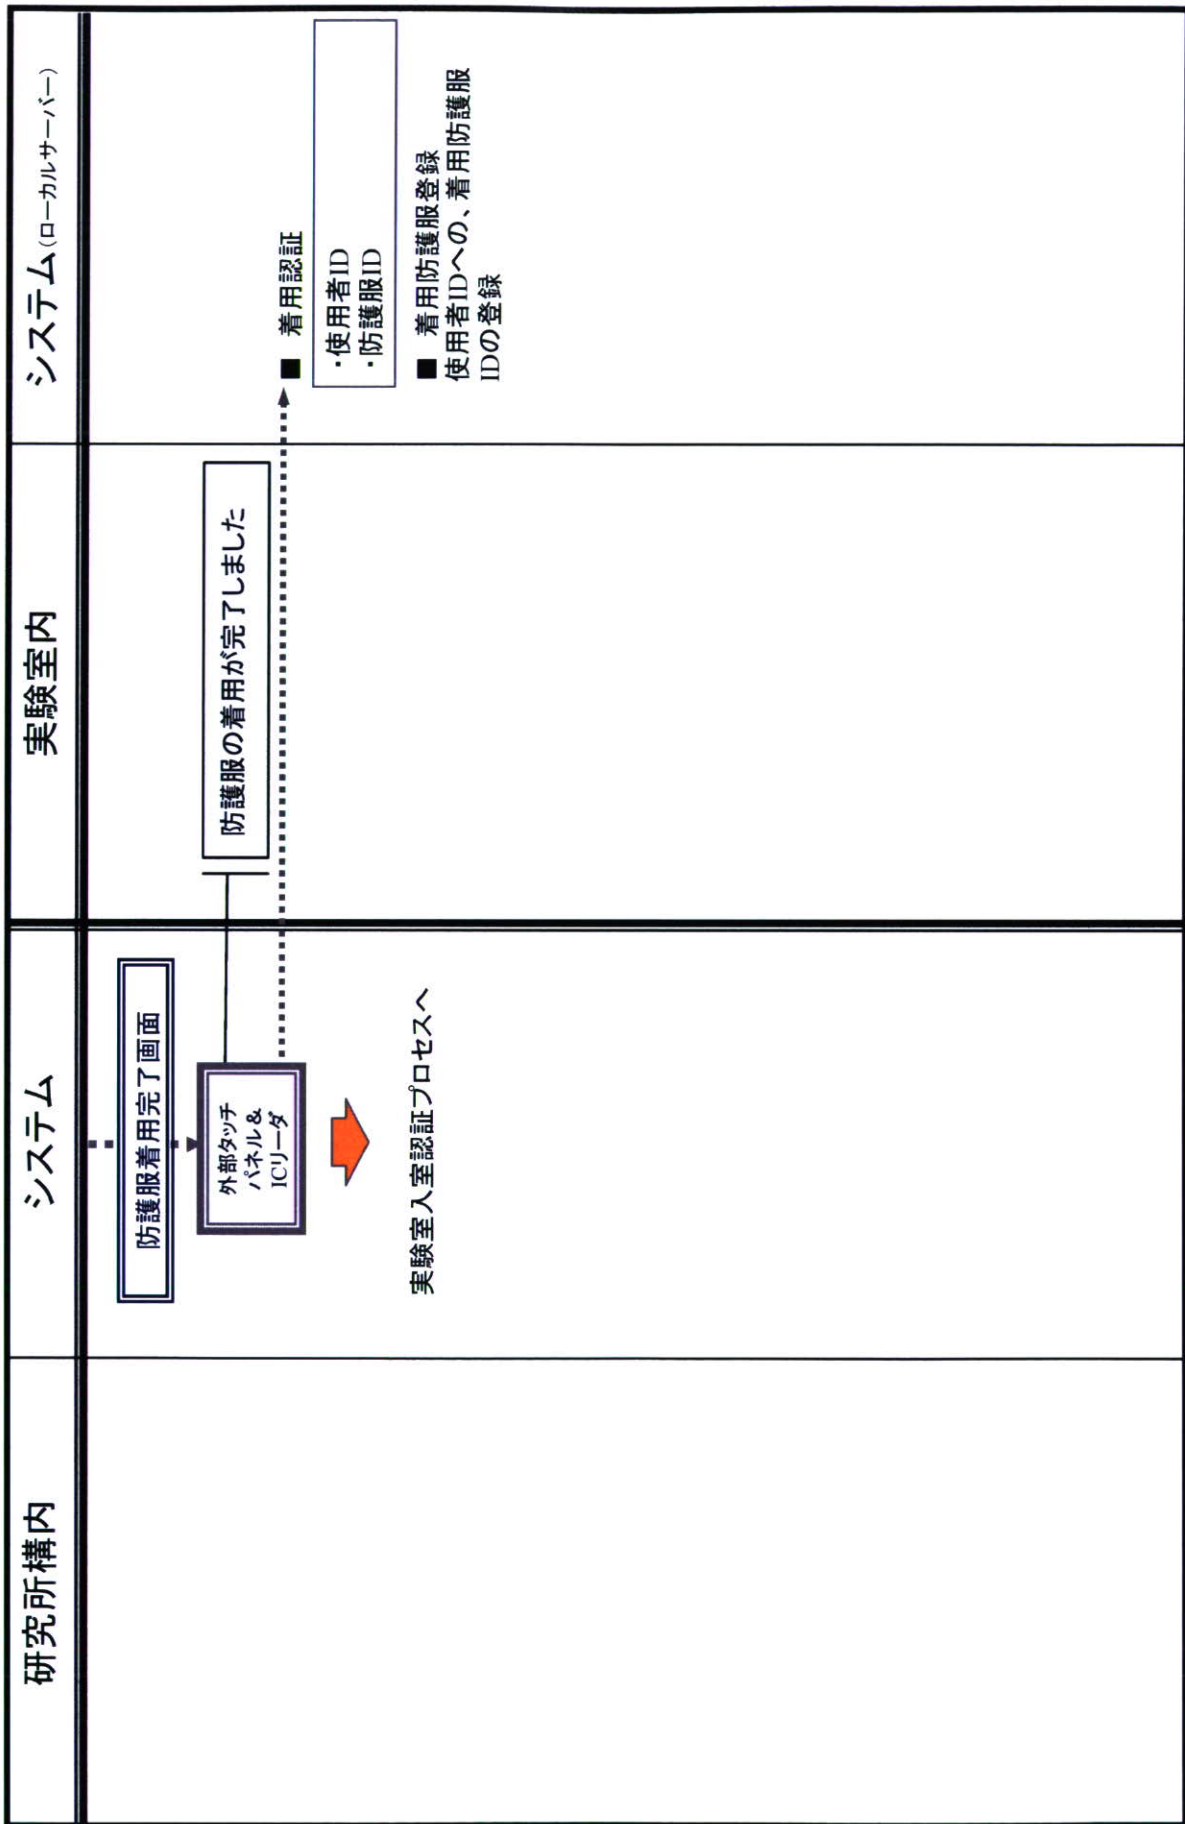 研究所構内
システム
実験室内
システム(ローカルサーバー)
防護服着用完了画面
外部タッチ
パネル&
ICリーダ
防護服の着用が完了しました
■ 着用認証
・使用者ID
・防護服ID
■ 着用防護服登録
使用者IDへの、着用防護服
IDの登録
実験室入室認証プロセスへ